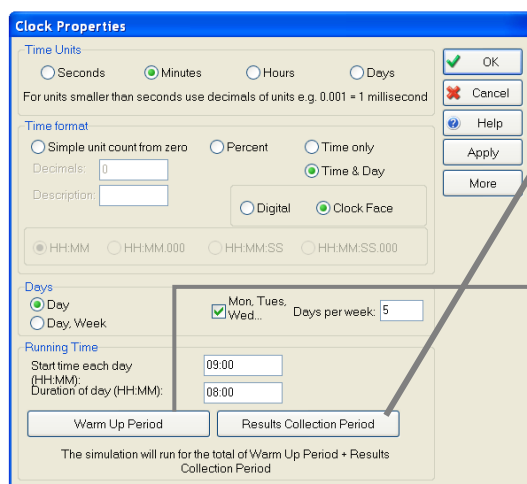 Clock Properties
Time Units
Seconds Minutes Hours Days
For units smaller than seconds use decimals of units e.g. 0.001 = 1 millisecond
OK
Cancel
Help
Apply
More
Time format
Simple unit count from zero Percent Time only
Decimals: 0 Time & Day
Description:
Digital Clock Face
HH:MM HH:MM.000 HH:MM:SS HH:MM:SS.000
Days
Day
Day, Week
Mon, Tues,
Wed...
Days per week: 5
Running Time
Start time each day
(HH:MM):
09:00
Duration of day (HH:MM):
08:00
Warm Up Period Results Collection Period
The simulation will run for the total of Warm Up Period + Results
Collection Period